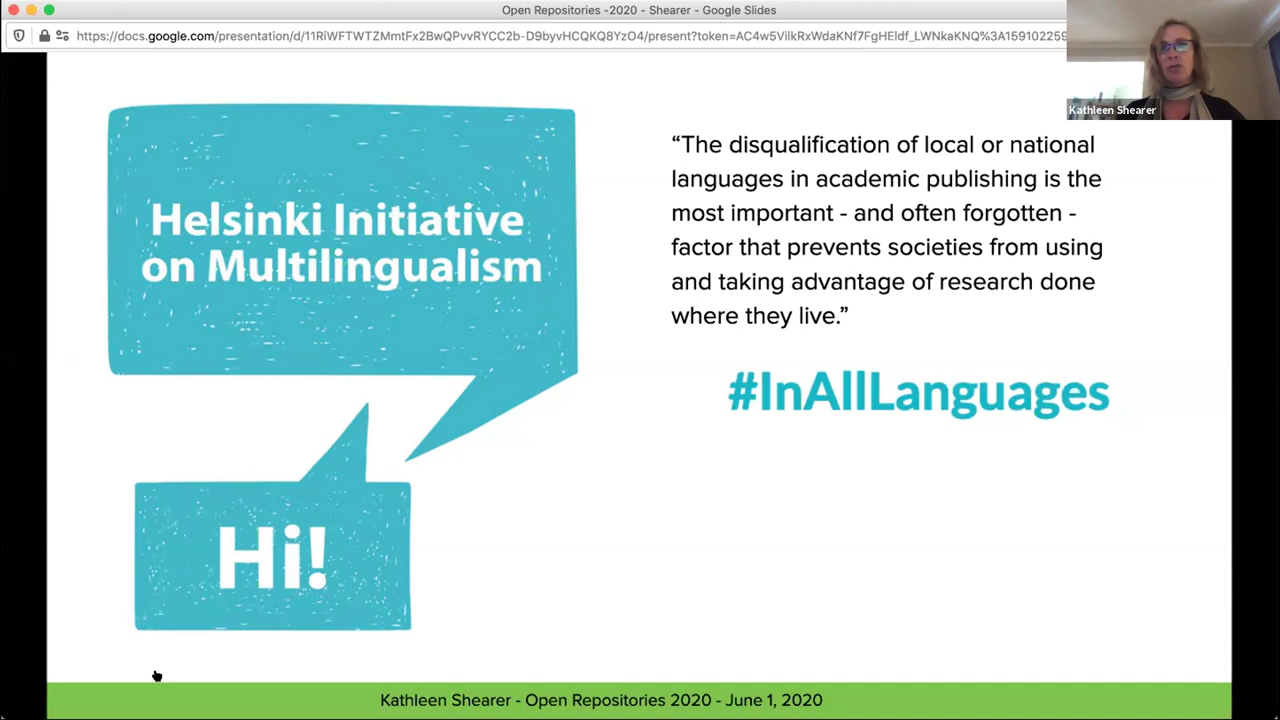 Open Repositories -2020 - Shearer - Google Slides
https://docs.google.com/presentation/d/11RiWFTWTZMmtFx2BwQPvvRYCC2b-D9byvHCQKQ8YzO4/present?token=AC4w5VilkRxWdaKNf7FgHEldf_LWNkaKNQ%3A15910225
Kathleen Shearer
Helsinki Initiative
on Multilingualism
Hi!
“The disqualification of local or national
languages in academic publishing is the
most important - and often forgotten -
factor that prevents societies from using
and taking advantage of research done
where they live.”
#InAllLanguages
Kathleen Shearer - Open Repositories 2020 - June 1, 2020